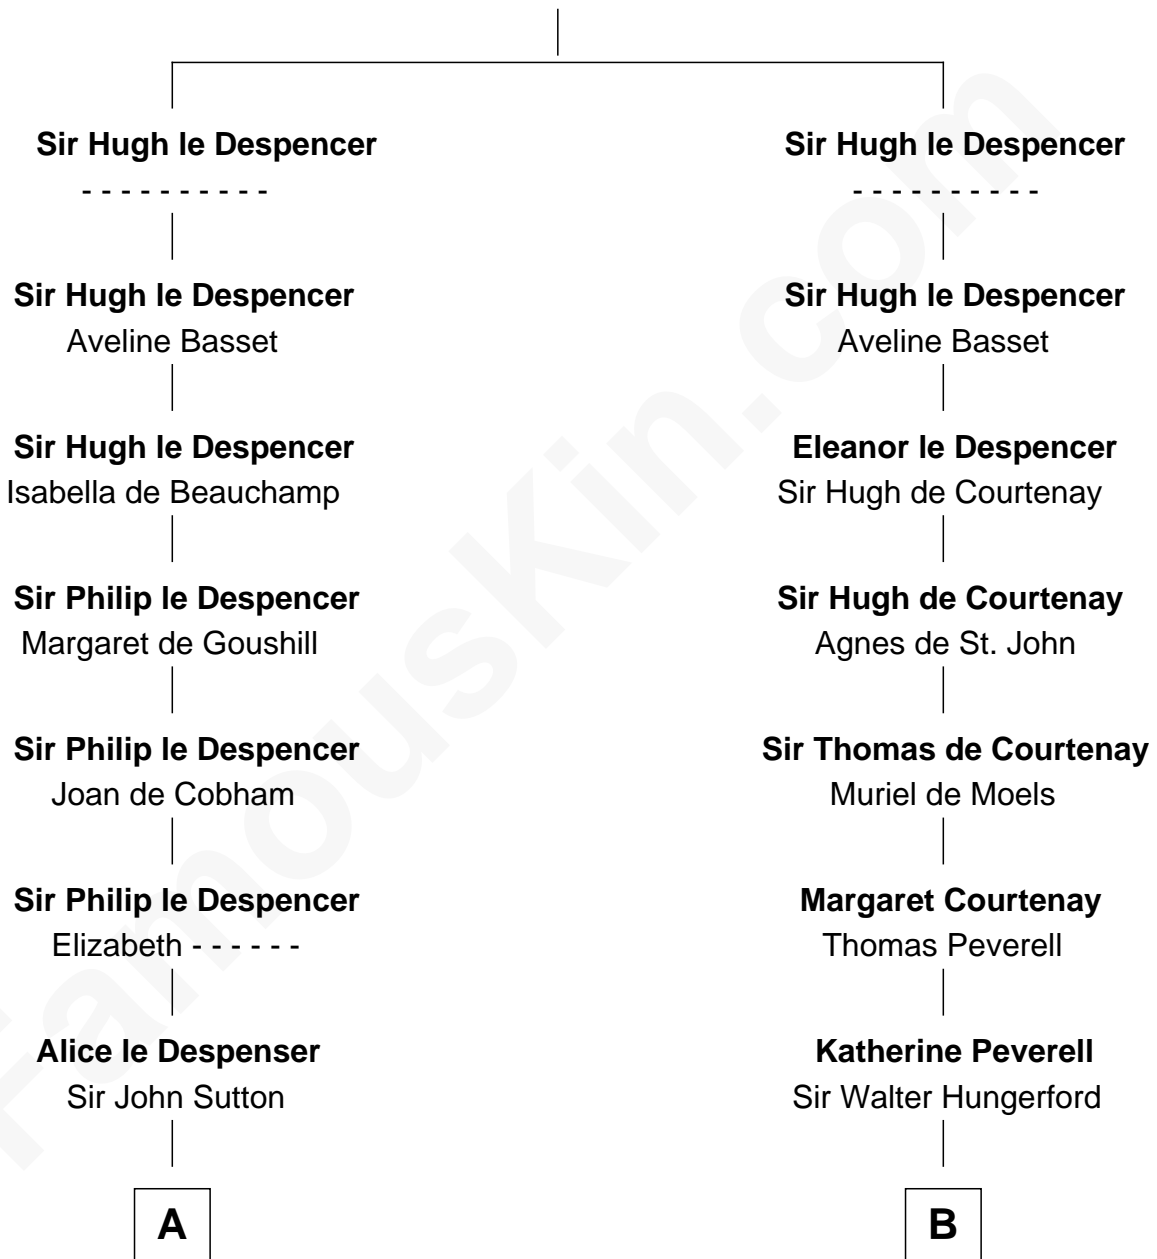 Sir Hugh le Despencer
- - - - - - - - - -
Sir Hugh le Despencer
Aveline Basset
Sir Hugh le Despencer
Isabella de Beauchamp
Sir Philip le Despencer
Margaret de Goushill
Sir Philip le Despencer
Joan de Cobham
Sir Philip le Despencer
Elizabeth - - - - - -
Alice le Despenser
Sir John Sutton
A
Sir Hugh le Despencer
- - - - - - - - - -
Sir Hugh le Despencer
Aveline Basset
Eleanor le Despencer
Sir Hugh de Courtenay
Sir Hugh de Courtenay
Agnes de St. John
Sir Thomas de Courtenay
Muriel de Moels
Margaret Courtenay
Thomas Peverell
Katherine Peverell
Sir Walter Hungerford
B
FamousKin.com